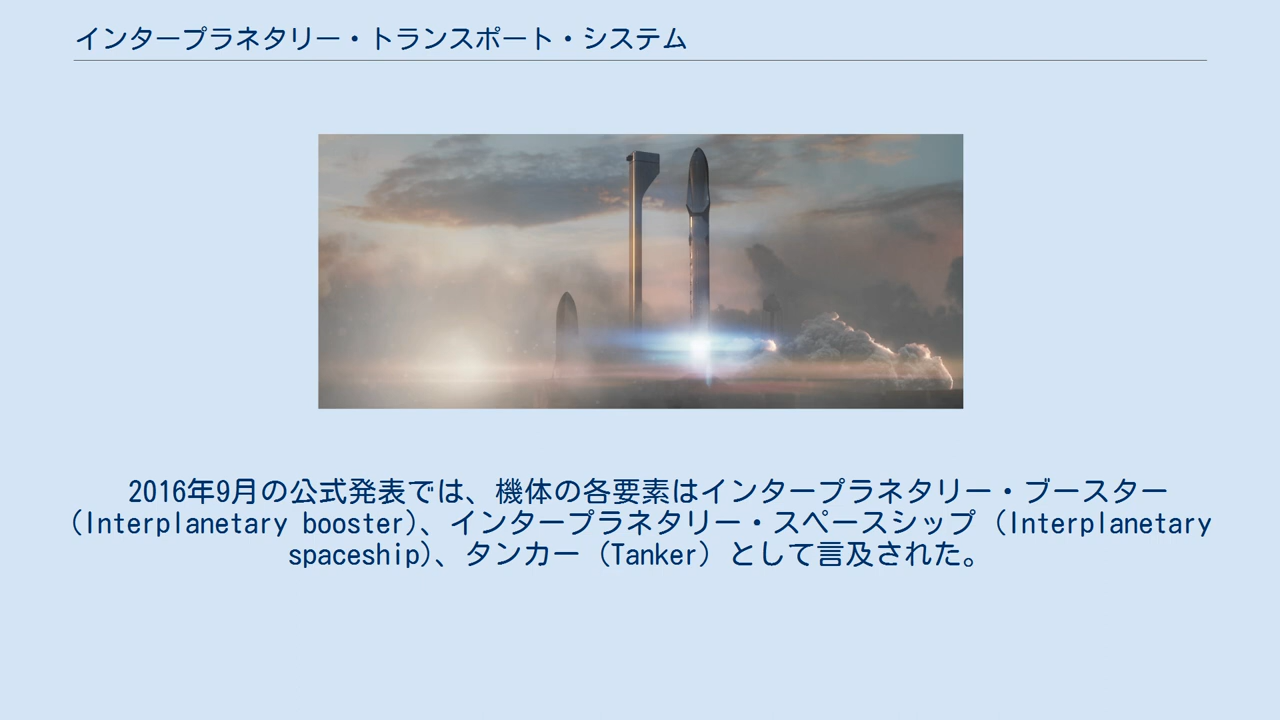 インタープラネタリー・トランスポート・システム
2016年9月の公式発表では、機体の各要素はインタープラネタリー・ブースター
(Interplanetary booster)、インタープラネタリー・スペースシップ（Interplanetary
spaceship)、タンカー（Tanker）として言及された。